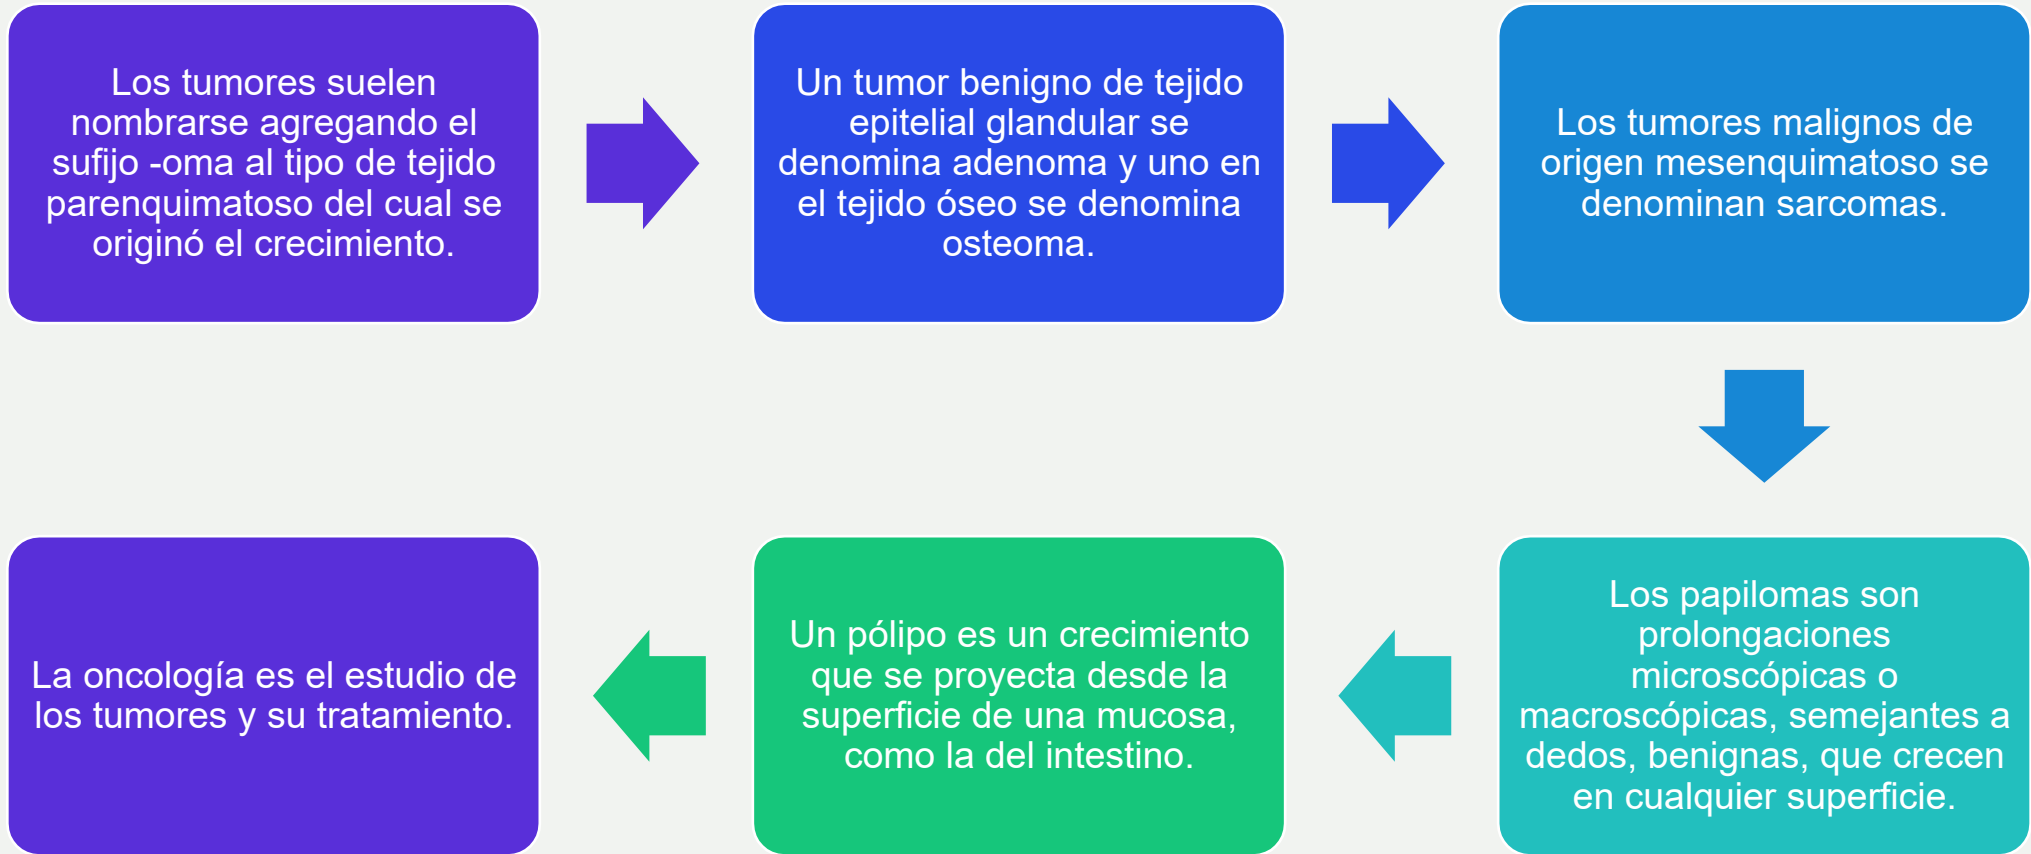 Los tumores suelen
nombrarse agregando el
sufijo -oma al tipo de tejido
parenquimatoso del cual se
originó el crecimiento.
Un tumor benigno de tejido
epitelial glandular se
denomina adenoma y uno en
el tejido óseo se denomina
osteoma.
Los tumores malignos de
origen mesenquimatoso se
denominan sarcomas.
Los papilomas son
prolongaciones
microscópicas o
macroscópicas, semejantes a
dedos, benignas, que crecen
en cualquier superficie.
Un pólipo es un crecimiento
que se proyecta desde la
superficie de una mucosa,
como la del intestino.
La oncología es el estudio de
los tumores y su tratamiento.